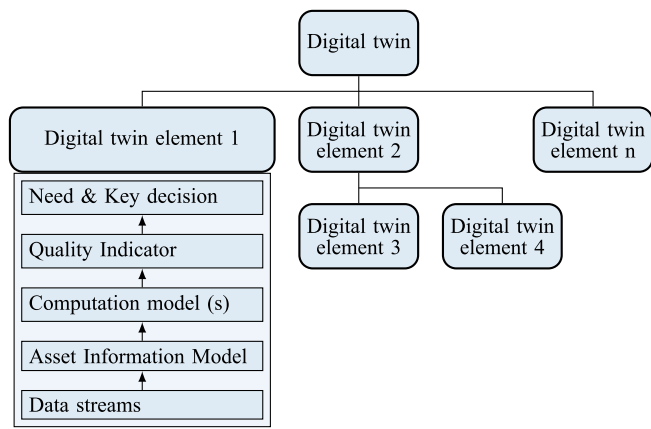 Digital twin
Digital twin element 1
Digital twin
element 2
Digital twin
element n
Need & Key decision
Quality Indicator
Computation model (s)
Asset Information Model
Data streams
Digital twin
element 3
Digital twin
element 4